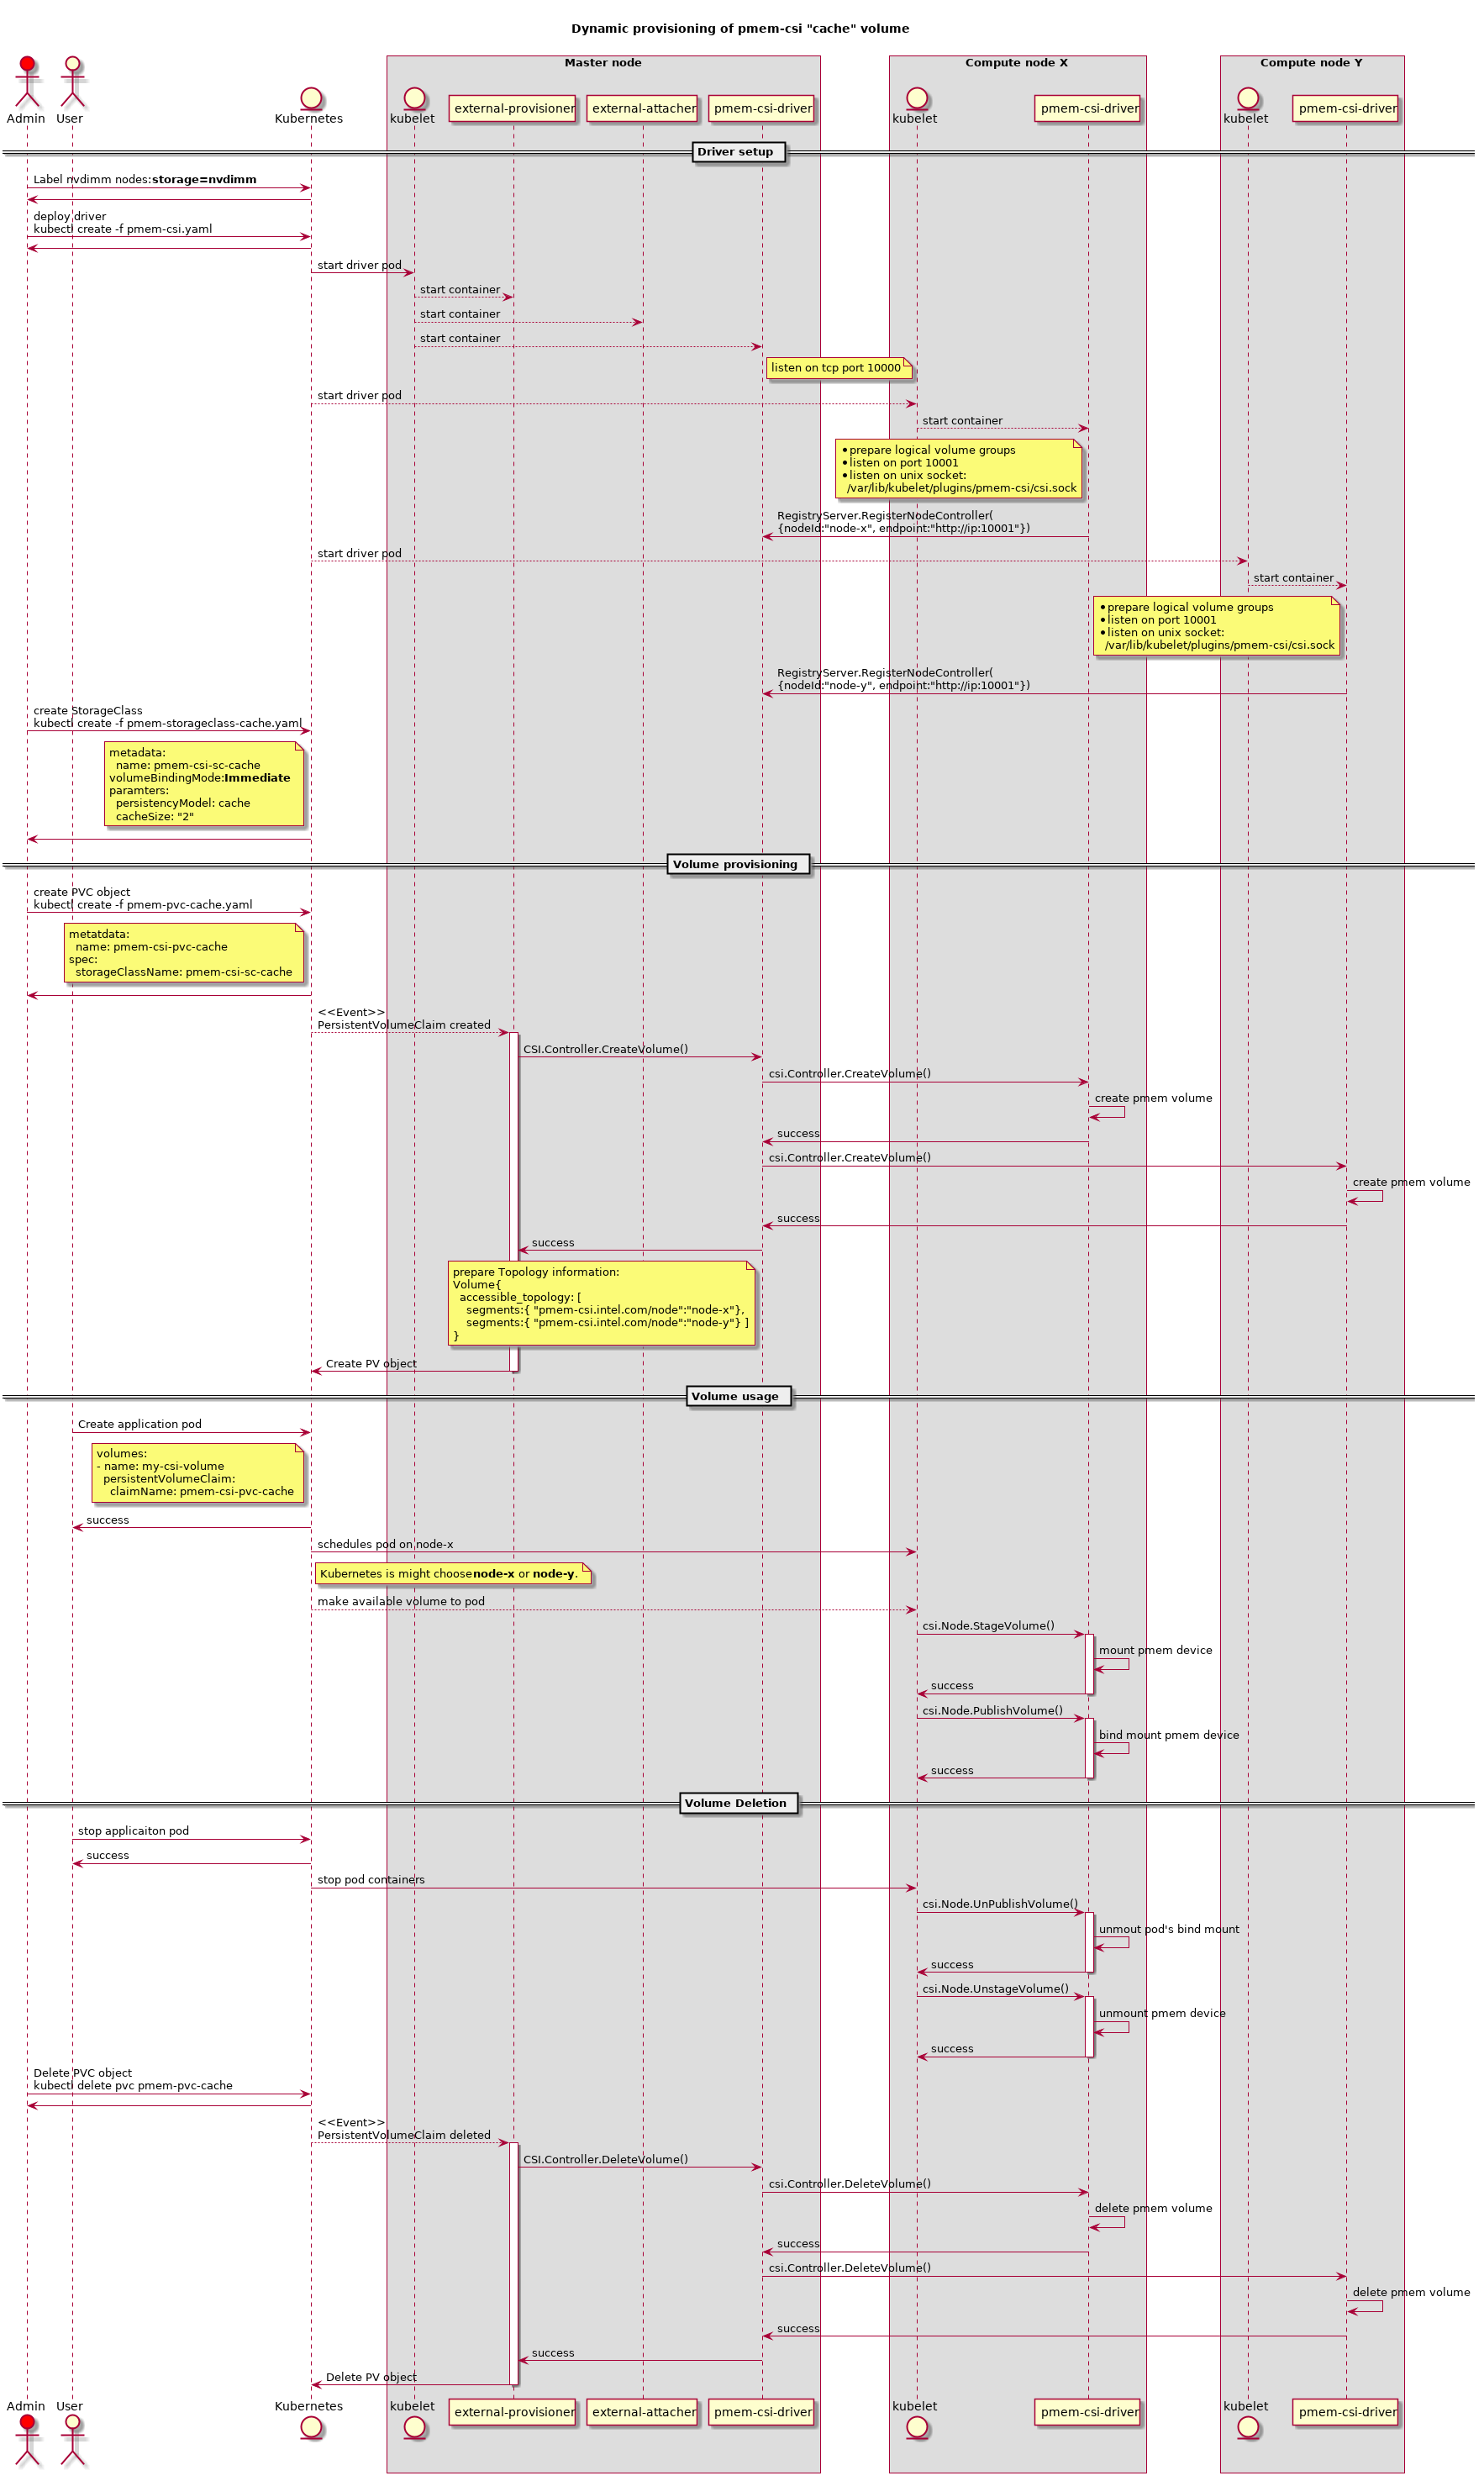 Dynamic provisioning of pmem-csi "cache" volume
Master node
Compute node X
Compute node Y
Admin
User
Kubernetes
kubelet
external-provisioner
external-attacher
pmem-csi-driver
kubelet
pmem-csi-driver
kubelet
pmem-csi-driver
Driver setup
Label nvdimm nodes:storage=nvdimm
deploy driver
kubectl create -f pmem-csi.yaml
start driver pod
start container
start container
start container
listen on tcp port 10000
start driver pod
start container
•prepare logical volume groups
•listen on port 10001
•listen on unix socket:
/var/lib/kubelet/plugins/pmem-csi/csi.sock
RegistryServer.RegisterNodeController(
{nodeId:"node-x", endpoint:"http://ip:10001"})
start driver pod
start container
•prepare logical volume groups
•listen on port 10001
•listen on unix socket:
/var/lib/kubelet/plugins/pmem-csi/csi.sock
RegistryServer.RegisterNodeController(
{nodeId:"node-y", endpoint:"http://ip:10001"})
create StorageClass
kubectl create -f pmem-storageclass-cache.yaml
metadata:
name: pmem-csi-sc-cache
volumeBindingMode:Immediate
paramters:
persistencyModel: cache
cacheSize: "2"
Volume provisioning
create PVC object
kubectl create -f pmem-pvc-cache.yaml
metatdata:
name: pmem-csi-pvc-cache
spec:
storageClassName: pmem-csi-sc-cache
<<Event>>
PersistentVolumeClaim created
CSI.Controller.CreateVolume()
csi.Controller.CreateVolume()
create pmem volume
success
csi.Controller.CreateVolume()
create pmem volume
success
success
prepare Topology information:
Volume{
accessible_topology: [
segments:{ "pmem-csi.intel.com/node":"node-x"},
segments:{ "pmem-csi.intel.com/node":"node-y"} ]
}
Create PV object
Volume usage
Create application pod
volumes:
- name: my-csi-volume
persistentVolumeClaim:
claimName: pmem-csi-pvc-cache
success
schedules pod on node-x
Kubernetes is might choosenode-x or node-y.
make available volume to pod
csi.Node.StageVolume()
mount pmem device
success
csi.Node.PublishVolume()
bind mount pmem device
success
Volume Deletion
stop applicaiton pod
success
stop pod containers
csi.Node.UnPublishVolume()
unmout pod's bind mount
success
csi.Node.UnstageVolume()
unmount pmem device
success
Delete PVC object
kubectl delete pvc pmem-pvc-cache
<<Event>>
PersistentVolumeClaim deleted
CSI.Controller.DeleteVolume()
csi.Controller.DeleteVolume()
delete pmem volume
success
csi.Controller.DeleteVolume()
delete pmem volume
success
success
Delete PV object
Admin
User
Kubernetes
kubelet
external-provisioner
external-attacher
pmem-csi-driver
kubelet
pmem-csi-driver
kubelet
pmem-csi-driver